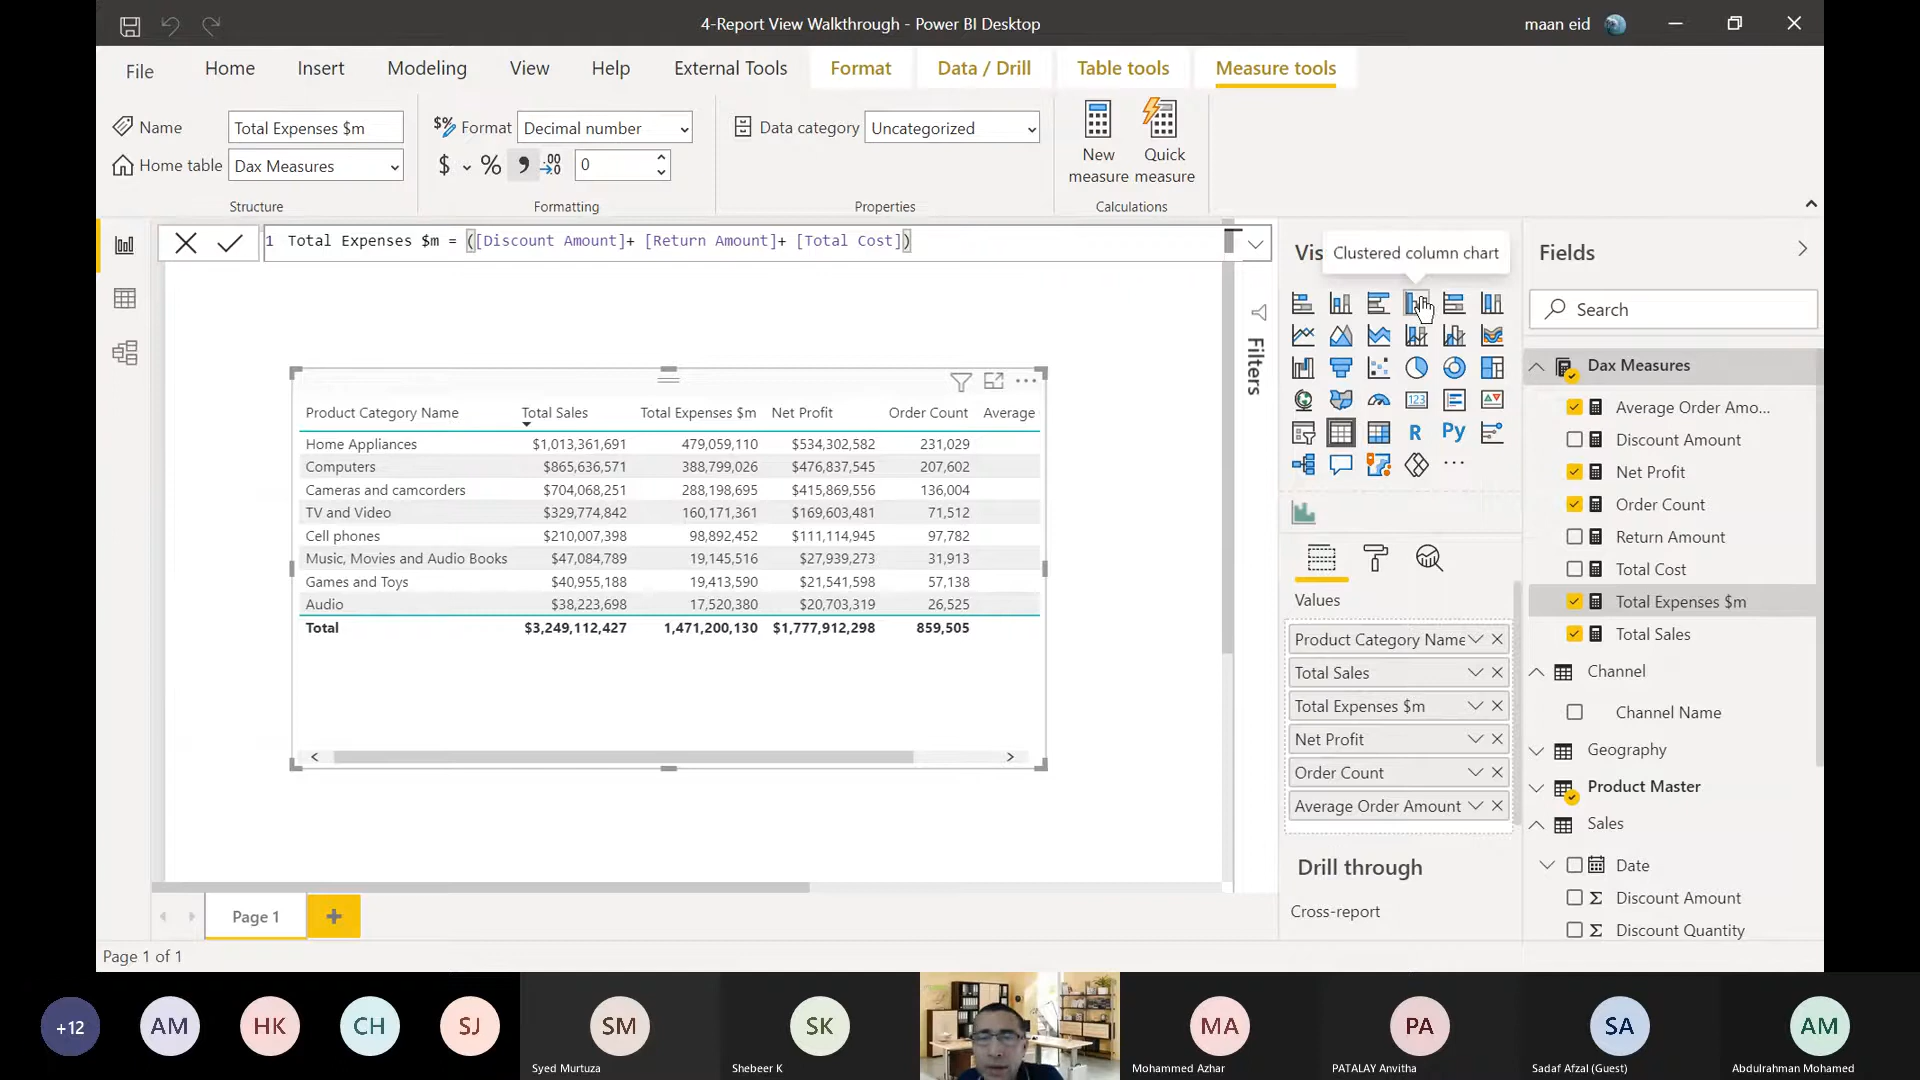 4-Report View Walkthrough - Power BI Desktop
maan eid
File
Home
Insert
Modeling
View
Help
External Tools
Format
Data / Drill
Table tools
Measure tools
Name
Total Expenses $m
Home table
Dax Measures
Structure
$% Format
Decimal number
$ % 9 .00
0
Formatting
Data category
Uncategorized
Properties
New measure
Quick measure
Calculations
1 Total Expenses $m = ([Discount Amount]+ [Return Amount]+ [Total Cost])
Product Category Name Total Sales Total Expenses $m Net Profit Order Count Average
Home Appliances $1,013,361,691 479,059,110 $534,302,582 231,029
Computers $865,636,571 388,799,026 $476,837,545 207,602
Cameras and camcorders $704,068,251 288,198,695 $415,869,556 136,004
TV and Video $329,774,842 160,171,361 $169,603,481 71,512
Cell phones $210,007,398 98,892,452 $111,114,945 97,782
Music, Movies and Audio Books $47,084,789 19,145,516 $27,939,273 31,913
Games and Toys $40,955,188 19,413,590 $21,541,598 57,138
Audio $38,223,698 17,520,380 $20,703,319 26,525
Total $3,249,112,427 1,471,200,130 $1,777,912,298 859,505
Page 1
Page 1 of 1
Filters
Vis
Clustered column chart
123
R
Py
Values
Product Category Name
Total Sales
Total Expenses $m
Net Profit
Order Count
Average Order Amount
Drill through
Cross-report
Fields
Search
Dax Measures
Average Order Amo...
Discount Amount
Net Profit
Order Count
Return Amount
Total Cost
Total Expenses $m
Total Sales
Channel
Channel Name
Geography
Product Master
Sales
Date
Σ Discount Amount
Σ Discount Quantity
+12
AM
HK
CH
SJ
SM
Syed Murtuza
SK
Shebeer K
MA
Mohammed Azhar
PA
PATALAY Anvitha
SA
Sadaf Afzal (Guest)
AM
Abdulrahman Mohamed